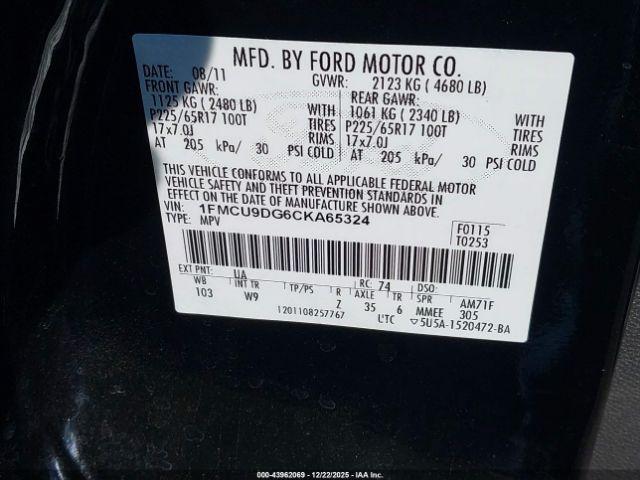 MFD. BY FORD MOTOR CO.
DATE: 08/11 GVWR: 2123 KG ( 4680 LB)
FRONT GAWR: REAR GAWR:
1125 KG ( 2480 LB) WITH 1061 KG ( 2340 LB) WITH
P225/65R17 100T TIRES P225/65R17 100T TIRES
17x7.0J RIMS 17x7.0J RIMS
AT 205 kPa/ 30 PSI COLD AT 205 kPa/ 30 PSI COLD
THIS VEHICLE CONFORMS TO ALL APPLICABLE FEDERAL MOTOR
VEHICLE SAFETY AND THEFT PREVENTION STANDARDS IN EFFECT ON THE DATE OF MANUFACTURE SHOWN ABOVE.
VIN: 1FMCU9DG6CKA65324
TYPE: MPV
F0115
T0253
EXT PNT: UA RC: 74 DSO:
WB INT TR TP/PS R AXLE TR SPR AM71F
103 W9 Z 35 6 MMEE 305
1201108257767 L'TC ▽5U5A-1520472-BA
000-43962069 - 12/22/2025 - IAA Inc.